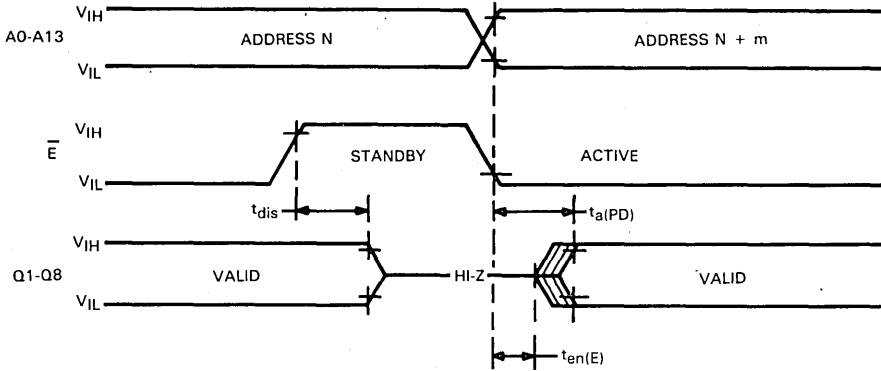 VIH
A0-A13
ADDRESS N
ADDRESS N + m
VIL
VIH
E
STANDBY
ACTIVE
VIL
tdis
ta(PD)
VIH
Q1-Q8
VALID
HI-Z
VALID
VIL
ten(E)